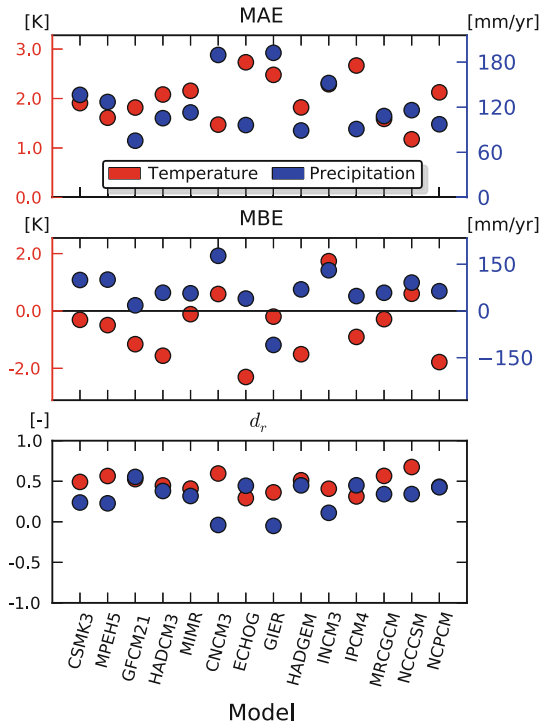 [K] MAE [mm/yr]
3.0 180
2.0 120
1.0 60
0.0 0
Temperature Precipitation
[K] MBE [mm/yr]
2.0 150
0.0 0
-2.0 −150
[-] d_r
1.0
0.5
0.0
-0.5
-1.0
CSMK3 MPEH5 GFCM21 HADCM3 MIMR CNCM3 ECHOG GIER HADGEM INCM3 IPCM4 MRCGCM NCCCSM NCPCM
Model